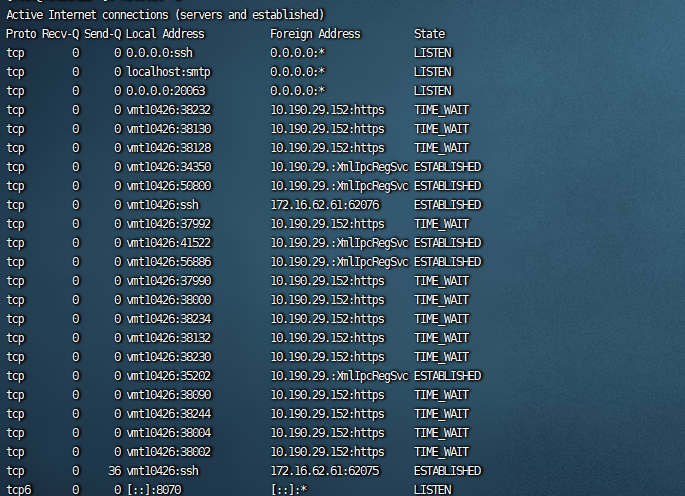 Active Internet connections (servers and established)
Proto Recv-Q Send-Q Local Address Foreign Address State
tcp 0 0 0.0.0.0:ssh 0.0.0.0:* LISTEN
tcp 0 0 localhost:smtp 0.0.0.0:* LISTEN
tcp 0 0 0.0.0.0:20063 0.0.0.0:* LISTEN
tcp 0 0 vmt10426:38232 10.190.29.152:https TIME_WAIT
tcp 0 0 vmt10426:38130 10.190.29.152:https TIME_WAIT
tcp 0 0 vmt10426:38128 10.190.29.152:https TIME_WAIT
tcp 0 0 vmt10426:34350 10.190.29.:XmlIpcRegSvc ESTABLISHED
tcp 0 0 vmt10426:50800 10.190.29.:XmlIpcRegSvc ESTABLISHED
tcp 0 0 vmt10426:ssh 172.16.62.61:62076 ESTABLISHED
tcp 0 0 vmt10426:37992 10.190.29.152:https TIME_WAIT
tcp 0 0 vmt10426:41522 10.190.29.:XmlIpcRegSvc ESTABLISHED
tcp 0 0 vmt10426:56886 10.190.29.:XmlIpcRegSvc ESTABLISHED
tcp 0 0 vmt10426:37990 10.190.29.152:https TIME_WAIT
tcp 0 0 vmt10426:38000 10.190.29.152:https TIME_WAIT
tcp 0 0 vmt10426:38234 10.190.29.152:https TIME_WAIT
tcp 0 0 vmt10426:38132 10.190.29.152:https TIME_WAIT
tcp 0 0 vmt10426:38230 10.190.29.152:https TIME_WAIT
tcp 0 0 vmt10426:35202 10.190.29.:XmlIpcRegSvc ESTABLISHED
tcp 0 0 vmt10426:38090 10.190.29.152:https TIME_WAIT
tcp 0 0 vmt10426:38244 10.190.29.152:https TIME_WAIT
tcp 0 0 vmt10426:38004 10.190.29.152:https TIME_WAIT
tcp 0 0 vmt10426:38002 10.190.29.152:https TIME_WAIT
tcp 0 36 vmt10426:ssh 172.16.62.61:62075 ESTABLISHED
tcp6 0 0 [::]:8070 [::]:* LISTEN